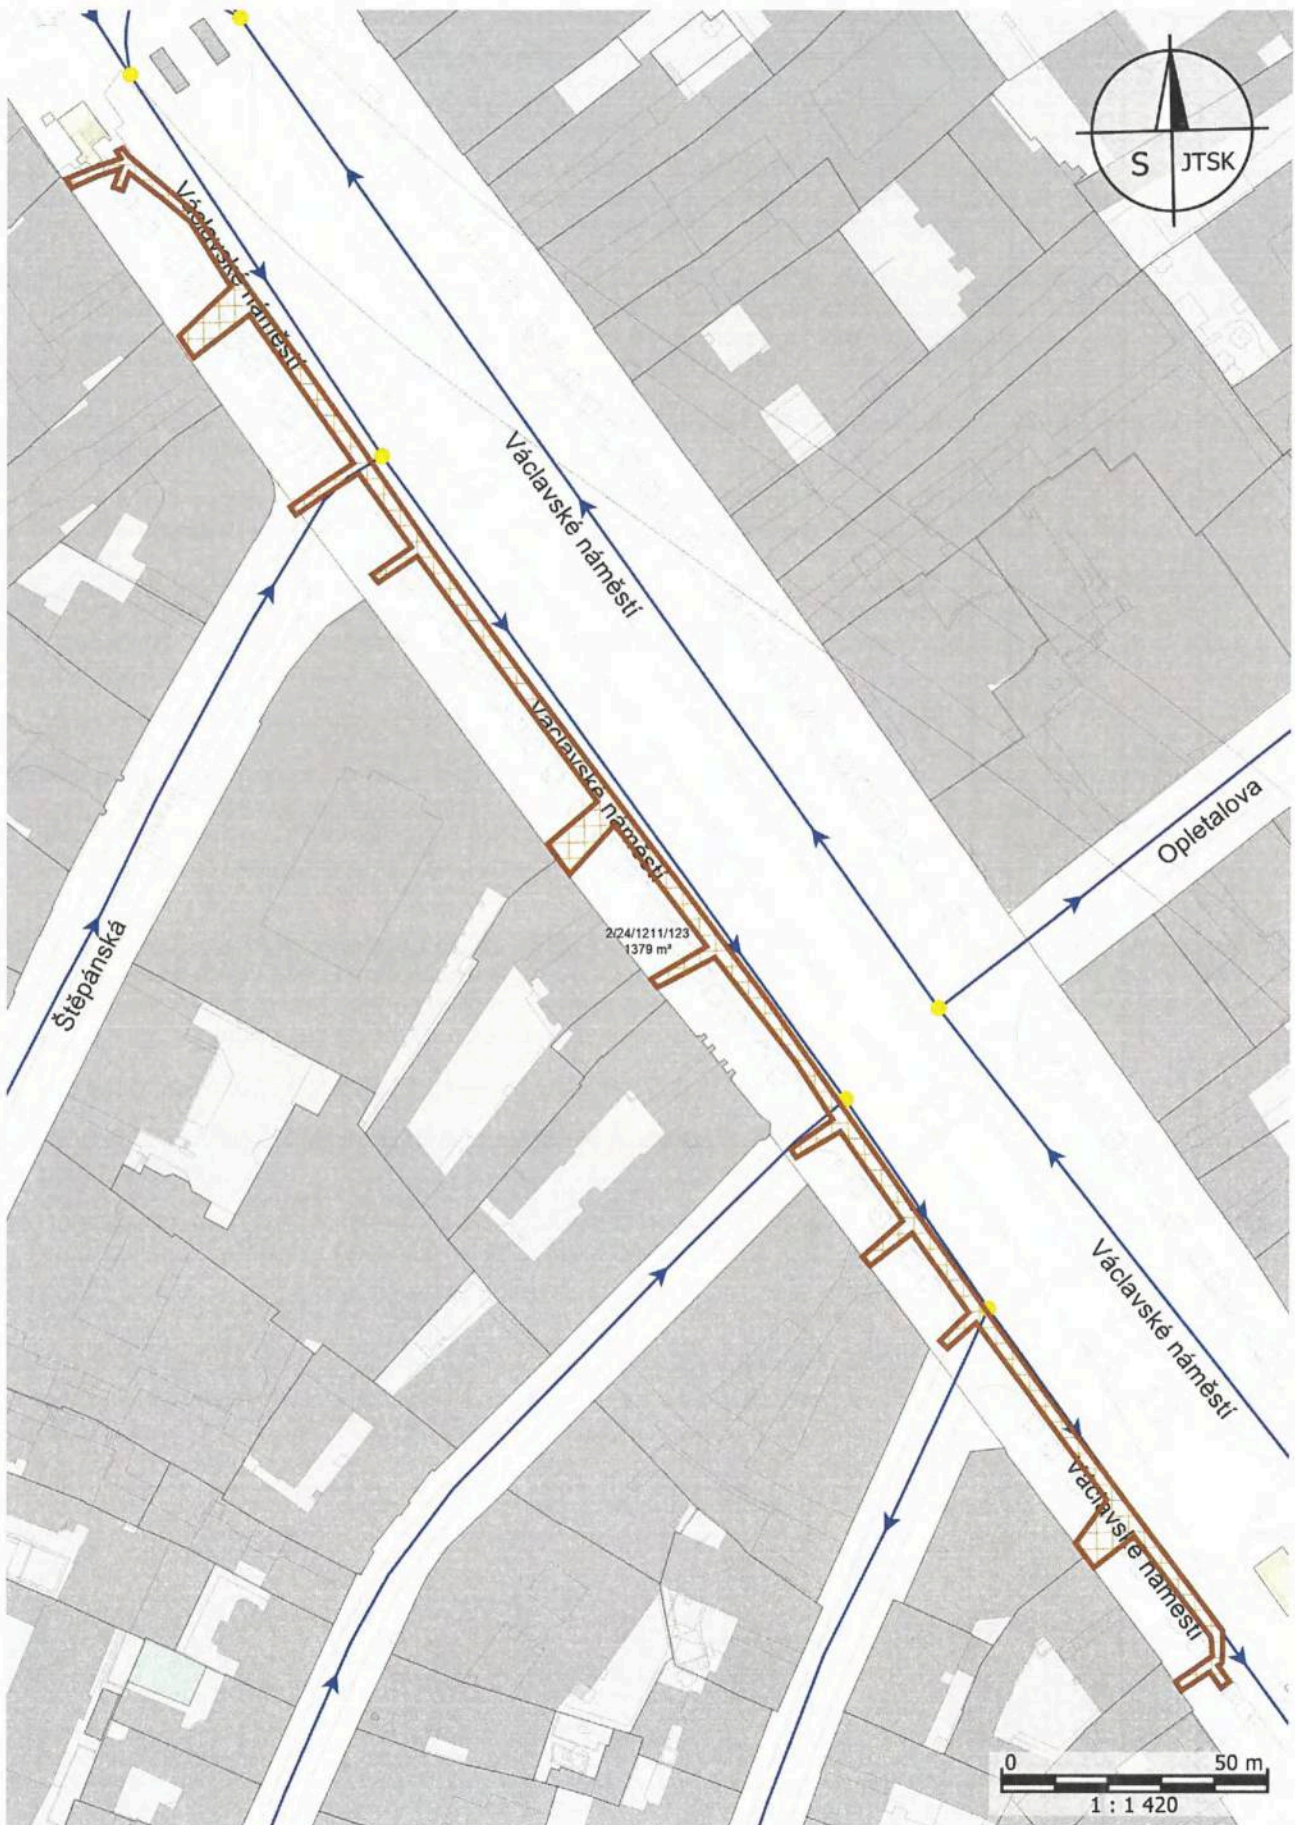 S JTSK
Václavské náměstí
Václavské náměstí
Václavské náměstí
Opletalova
2/24/1211/123
1379 m²
Štěpánská
Václavské náměstí
Václavské náměstí
0 50 m
1 : 1 420